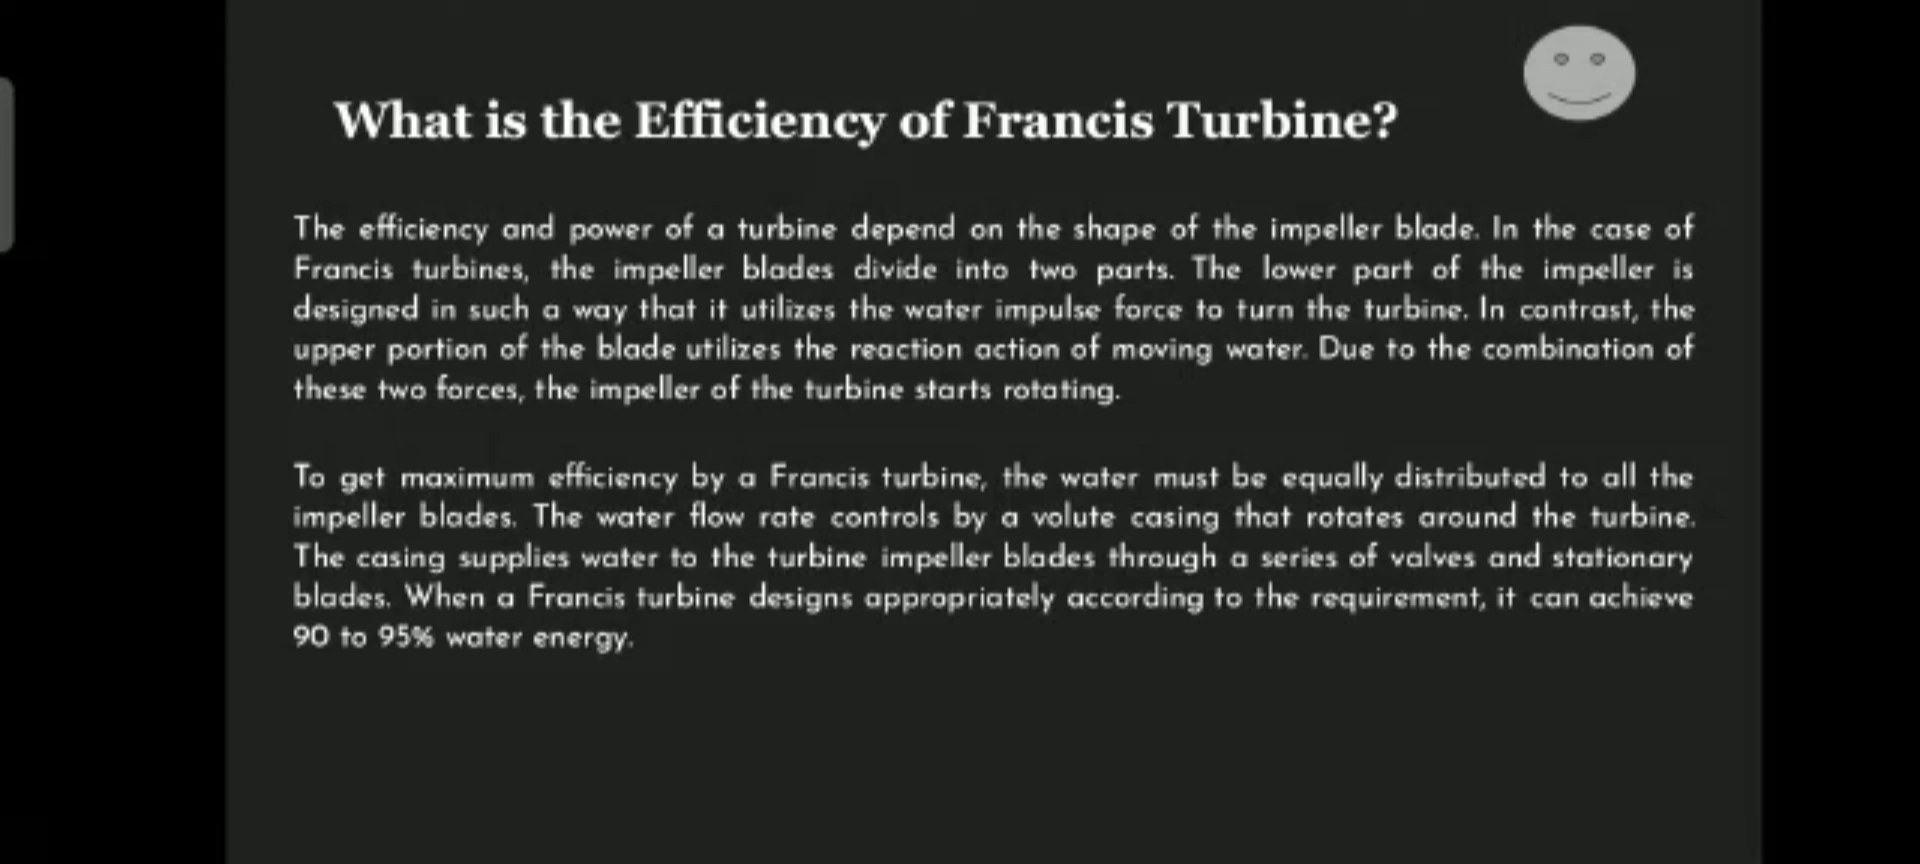 What is the Efficiency of Francis Turbine?
The efficiency and power of a turbine depend on the shape of the impeller blade. In the case of
Francis turbines, the impeller blades divide into two parts. The lower part of the impeller is
designed in such a way that it utilizes the water impulse force to turn the turbine. In contrast, the
upper portion of the blade utilizes the reaction action of moving water. Due to the combination of
these two forces, the impeller of the turbine starts rotating.
To get maximum efficiency by a Francis turbine, the water must be equally distributed to all the
impeller blades. The water flow rate controls by a volute casing that rotates around the turbine.
The casing supplies water to the turbine impeller blades through a series of valves and stationary
blades. When a Francis turbine designs appropriately according to the requirement, it can achieve
90 to 95% water energy.